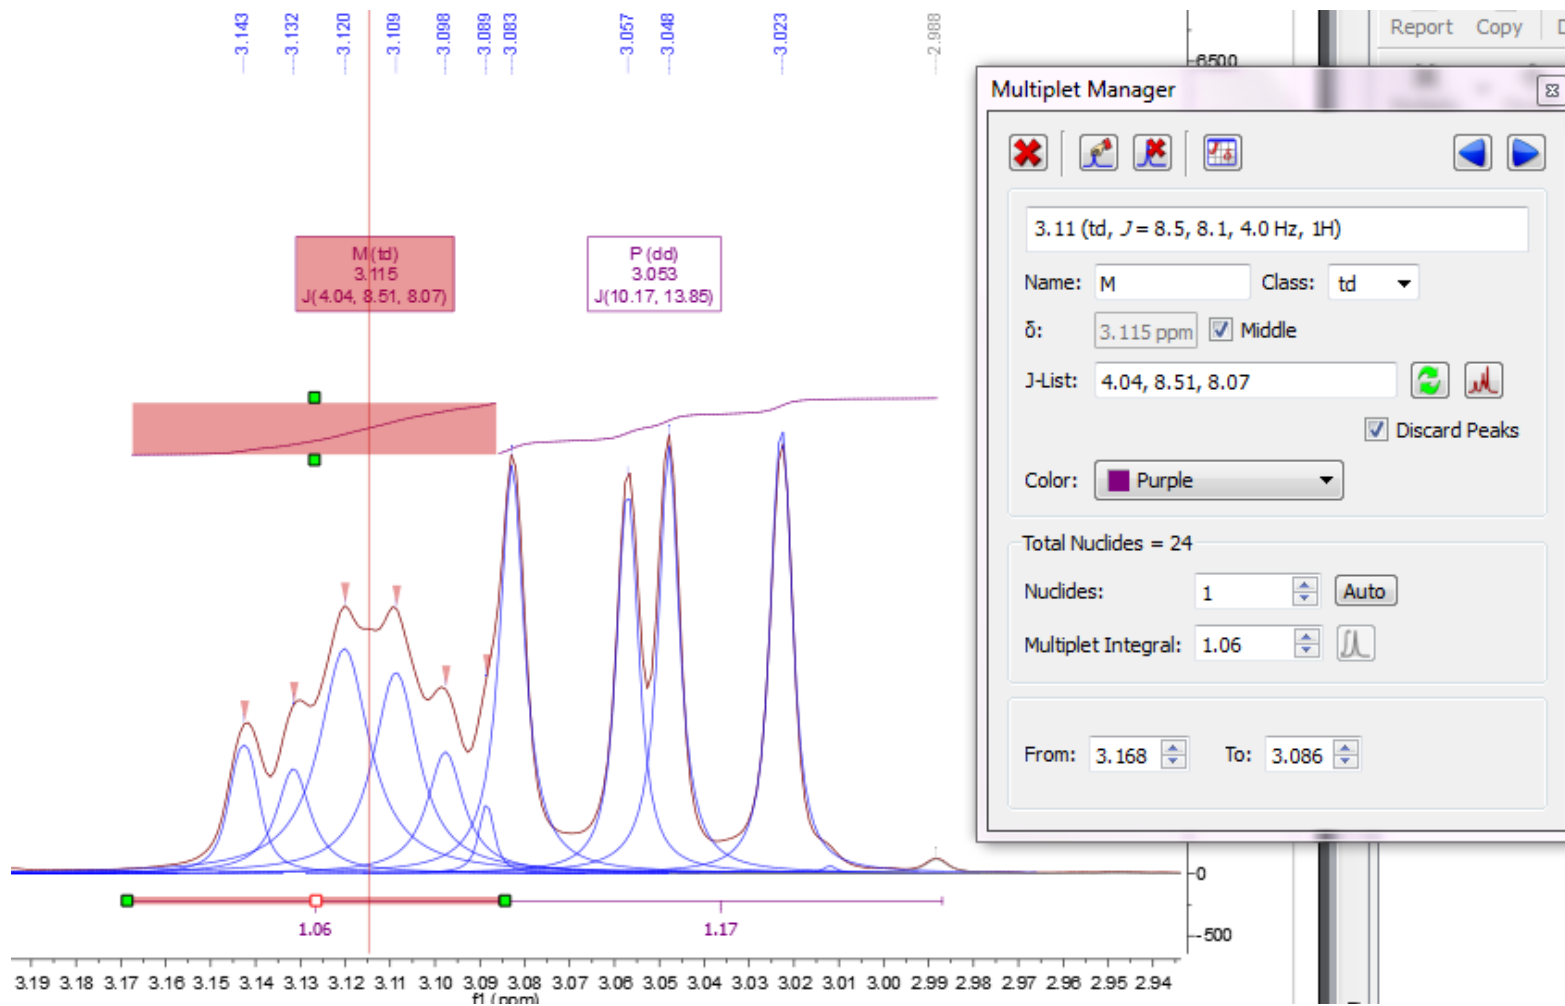 3.143
3.132
3.120
3.109
3.098
3.089
3.083
3.057
3.048
3.023
2.988
6500
Report Copy
Multiplet Manager
3.11 (td, J = 8.5, 8.1, 4.0 Hz, 1H)
Name: M Class: td
δ: 3.115 ppm Middle
J-List: 4.04, 8.51, 8.07
Discard Peaks
Color: Purple
Total Nuclides = 24
Nuclides: 1 Auto
Multiplet Integral: 1.06
From: 3.168 To: 3.086
M (td)
3.115
J(4.04, 8.51, 8.07)
P (dd)
3.053
J(10.17, 13.85)
0
-500
1.06
1.17
3.19 3.18 3.17 3.16 3.15 3.14 3.13 3.12 3.11 3.10 3.09 3.08 3.07 3.06 3.05 3.04 3.03 3.02 3.01 3.00 2.99 2.98 2.97 2.96 2.95 2.94
f1 (ppm)